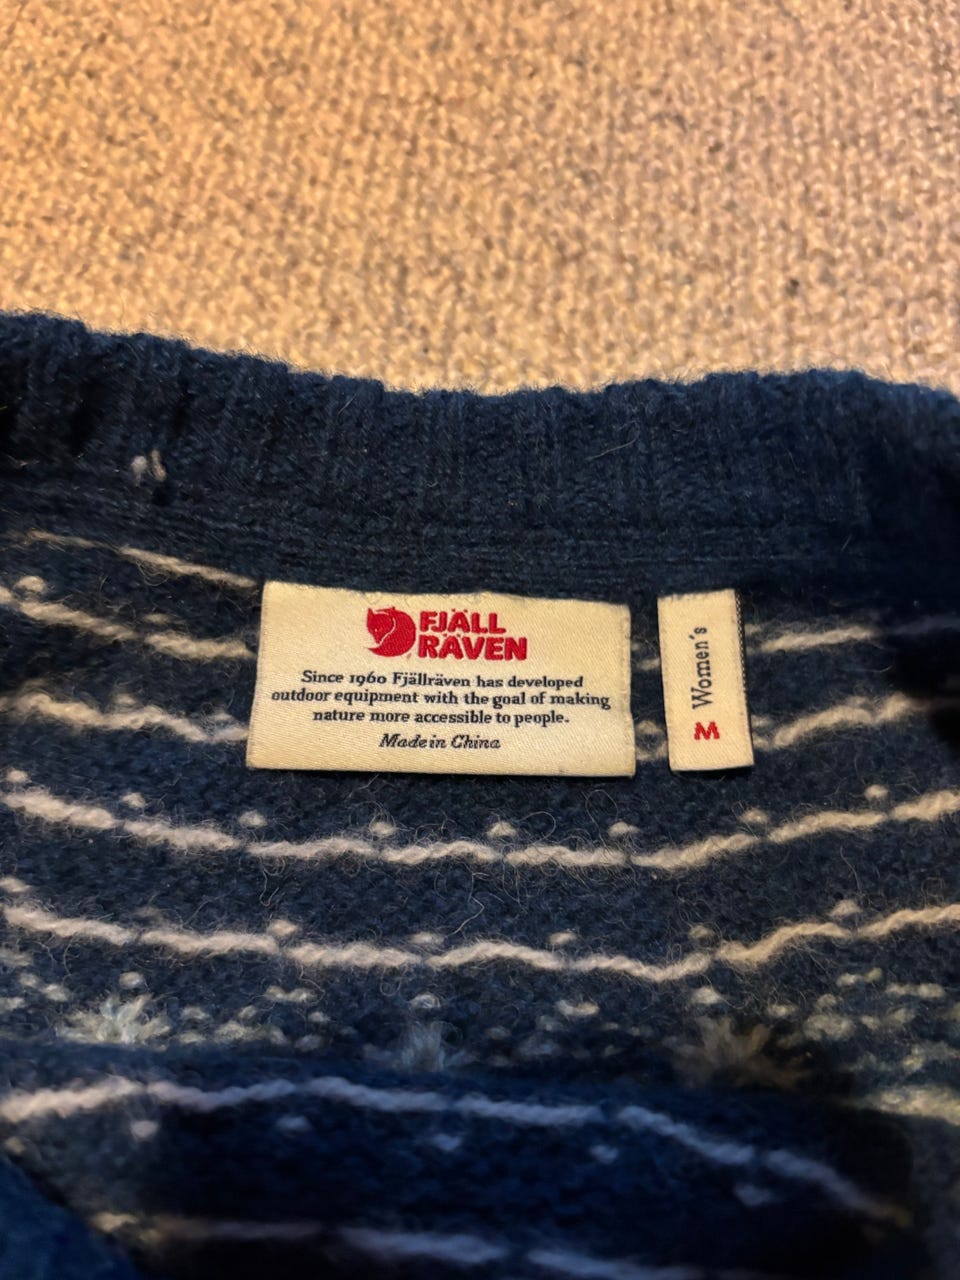 FJÄLL
RÄVEN
Since 1960 Fjällräven has developed
outdoor equipment with the goal of making
nature more accessible to people.
Made in China
Women´s
M